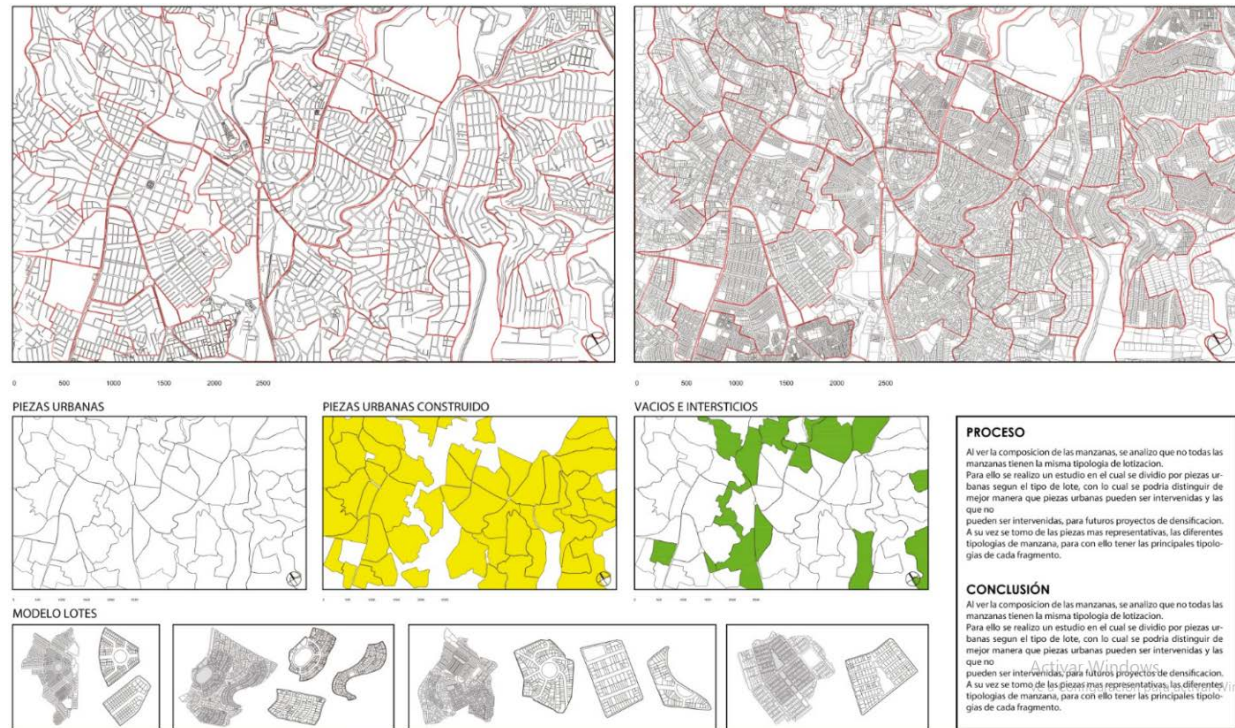 0 500 1000 1500 2000 2500
0 500 1000 1500 2000 2500
PIEZAS URBANAS
PIEZAS URBANAS CONSTRUIDO
VACIOS E INTERSTICIOS
MODELO LOTES
PROCESO
Al ver la composicion de las manzanas, se analizo que no todas las
manzanas tienen la misma tipologia de lotizacion.
Para ello se realizo un estudio en el cual se dividio por piezas ur-
banas segun el tipo de lote, con lo cual se podria distinguir de
mejor manera que piezas urbanas pueden ser intervenidas y las
que no
pueden ser intervenidas, para futuros proyectos de densificacion.
A su vez se tomo de las piezas mas representativas, las diferentes
tipologias de manzana, para con ello tener las principales tipolo-
gias de cada fragmento.
CONCLUSIÓN
Al ver la composicion de las manzanas, se analizo que no todas las
manzanas tienen la misma tipologia de lotizacion.
Para ello se realizo un estudio en el cual se dividio por piezas ur-
banas segun el tipo de lote, con lo cual se podria distinguir de
mejor manera que piezas urbanas pueden ser intervenidas y las
que no
pueden ser intervenidas, para futuros proyectos de densificacion.
A su vez se tomo de las piezas mas representativas, las diferentes
tipologias de manzana, para con ello tener las principales tipolo-
gias de cada fragmento.
Activar Windows